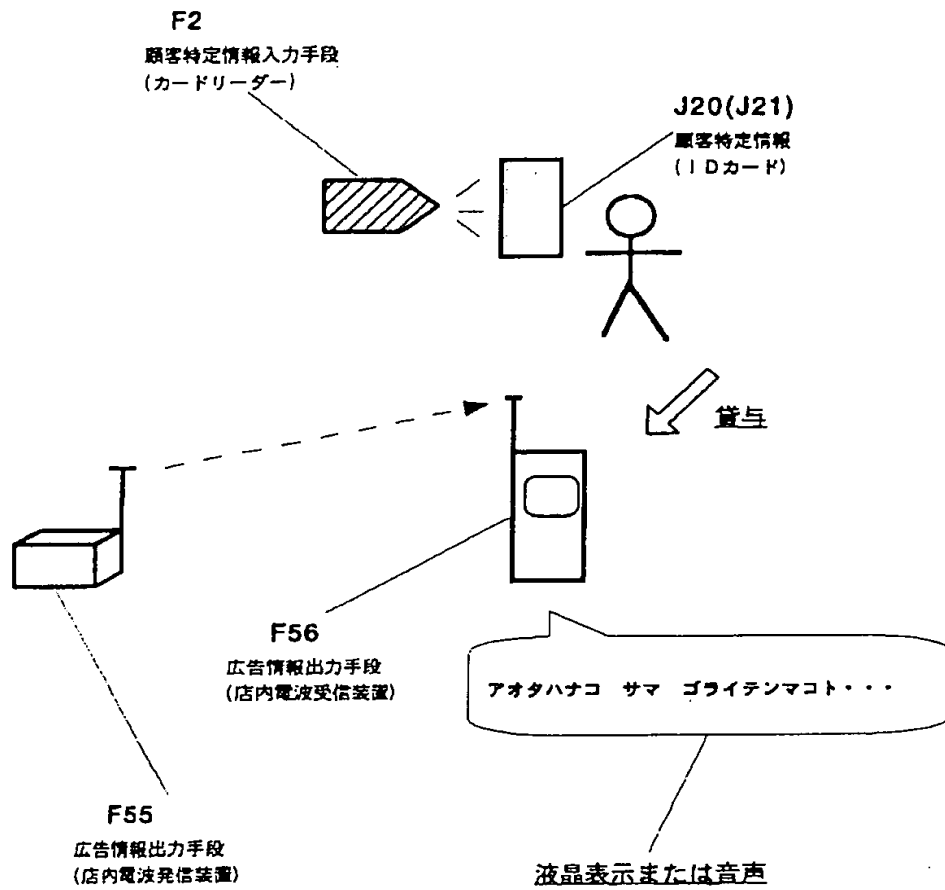 F2
顧客特定情報入力手段
(カードリーダー)
J20(J21)
顧客特定情報
(IDカード)
貸与
F56
広告情報出力手段
(店内電波受信装置)
アオタハナコ サマ ゴライテンマコト・・・
F55
広告情報出力手段
(店内電波発信装置)
液晶表示または音声